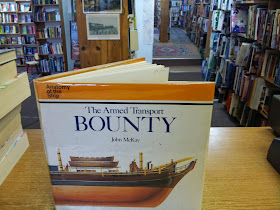 Anatomy of the Ship
The Armed Transport
BOUNTY
John McKay